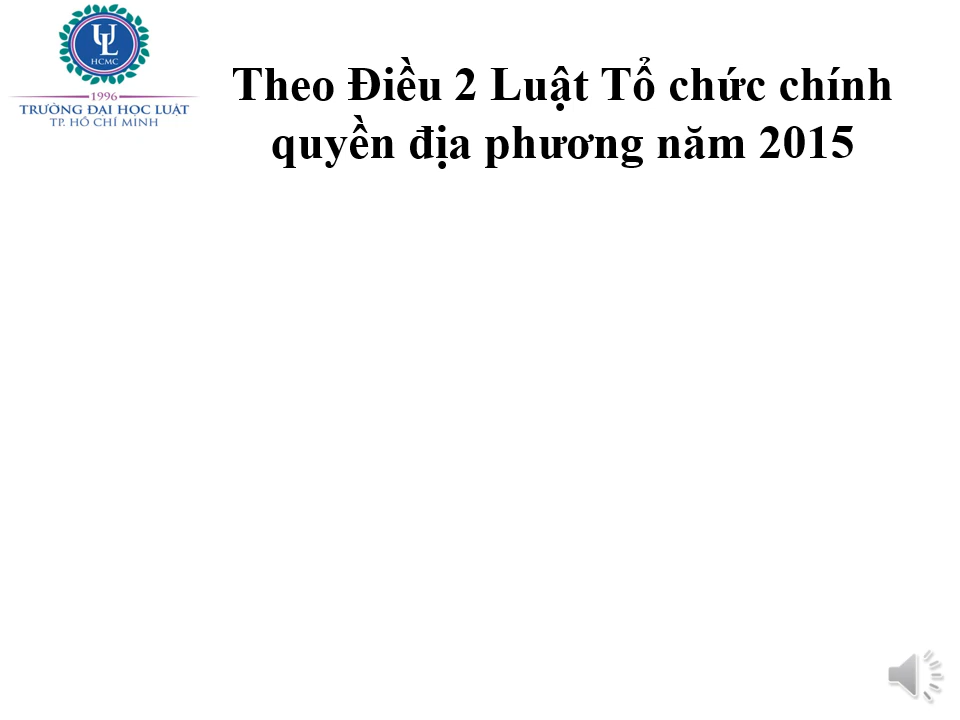 UL
HCMC
1996
TRƯỜNG ĐẠI HỌC LUẬT
TP. HỒ CHÍ MINH
Theo Điều 2 Luật Tổ chức chính
quyền địa phương năm 2015